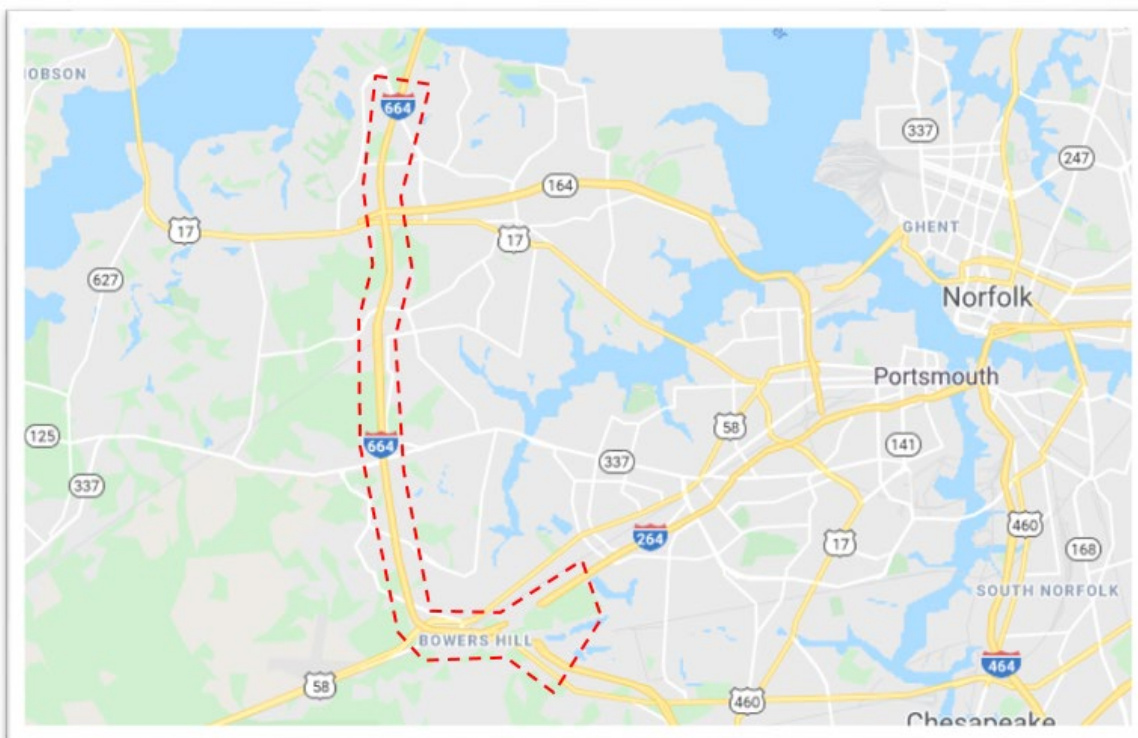 HOBSON
664
337
247
164
17
17
GHENT
627
Norfolk
Portsmouth
58
125
664
141
337
337
264
460
17
168
SOUTH NORFOLK
BOWERS HILL
464
58
460
Chesapeake